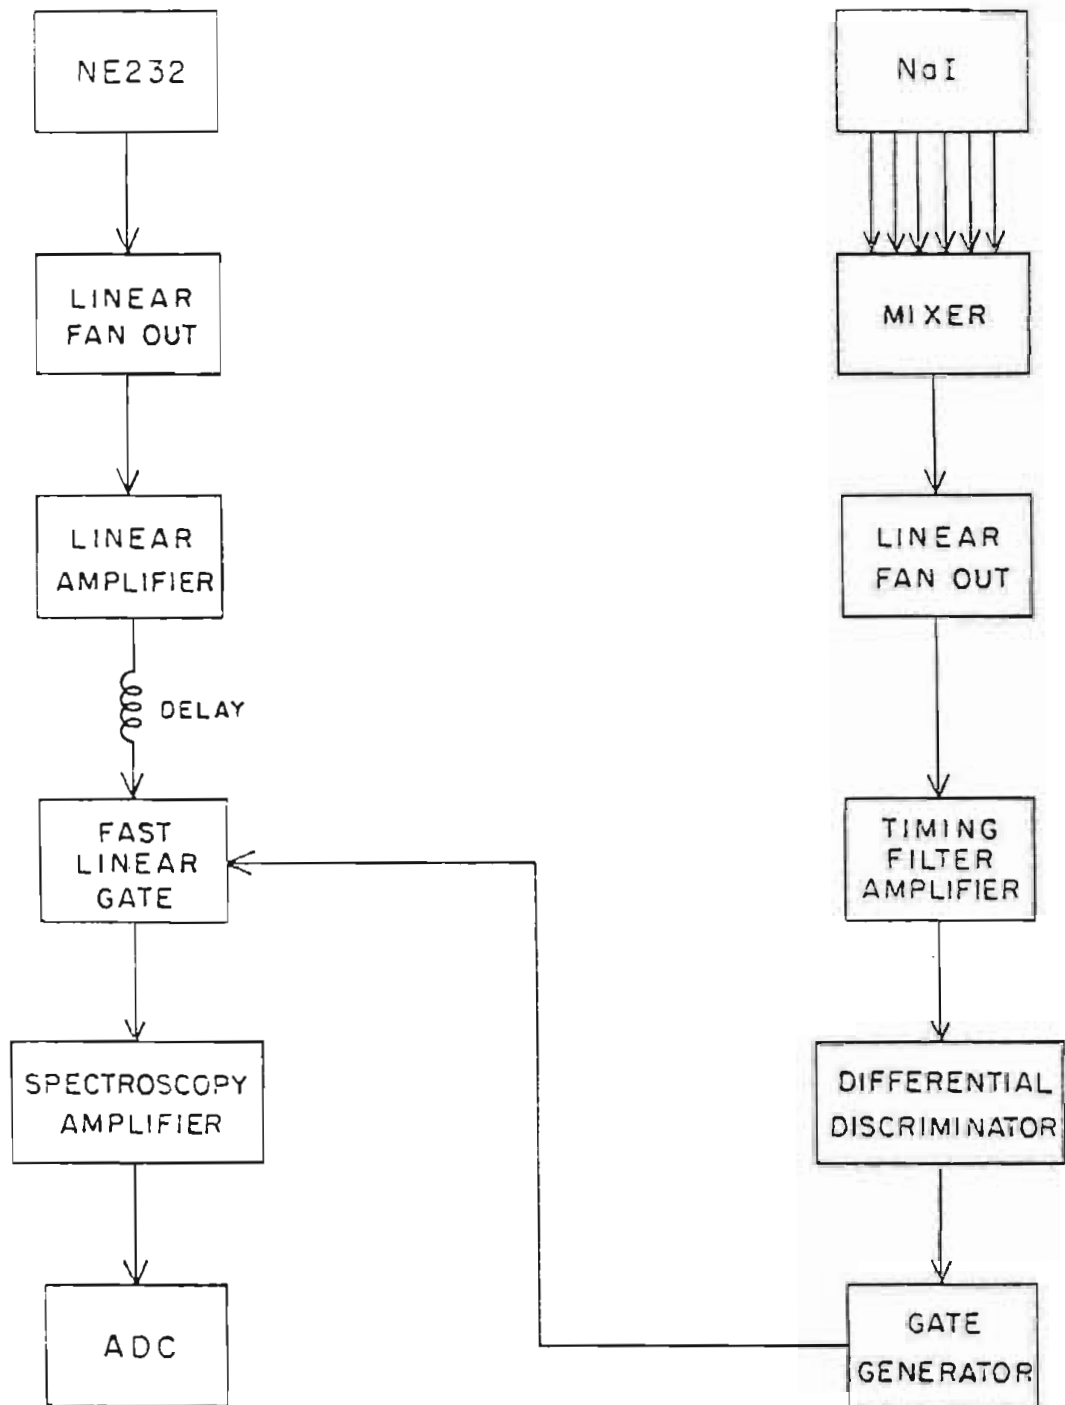 NE232
LINEAR
FAN OUT
LINEAR
AMPLIFIER
DELAY
FAST
LINEAR
GATE
SPECTROSCOPY
AMPLIFIER
ADC
NaI
MIXER
LINEAR
FAN OUT
TIMING
FILTER
AMPLIFIER
DIFFERENTIAL
DISCRIMINATOR
GATE
GENERATOR